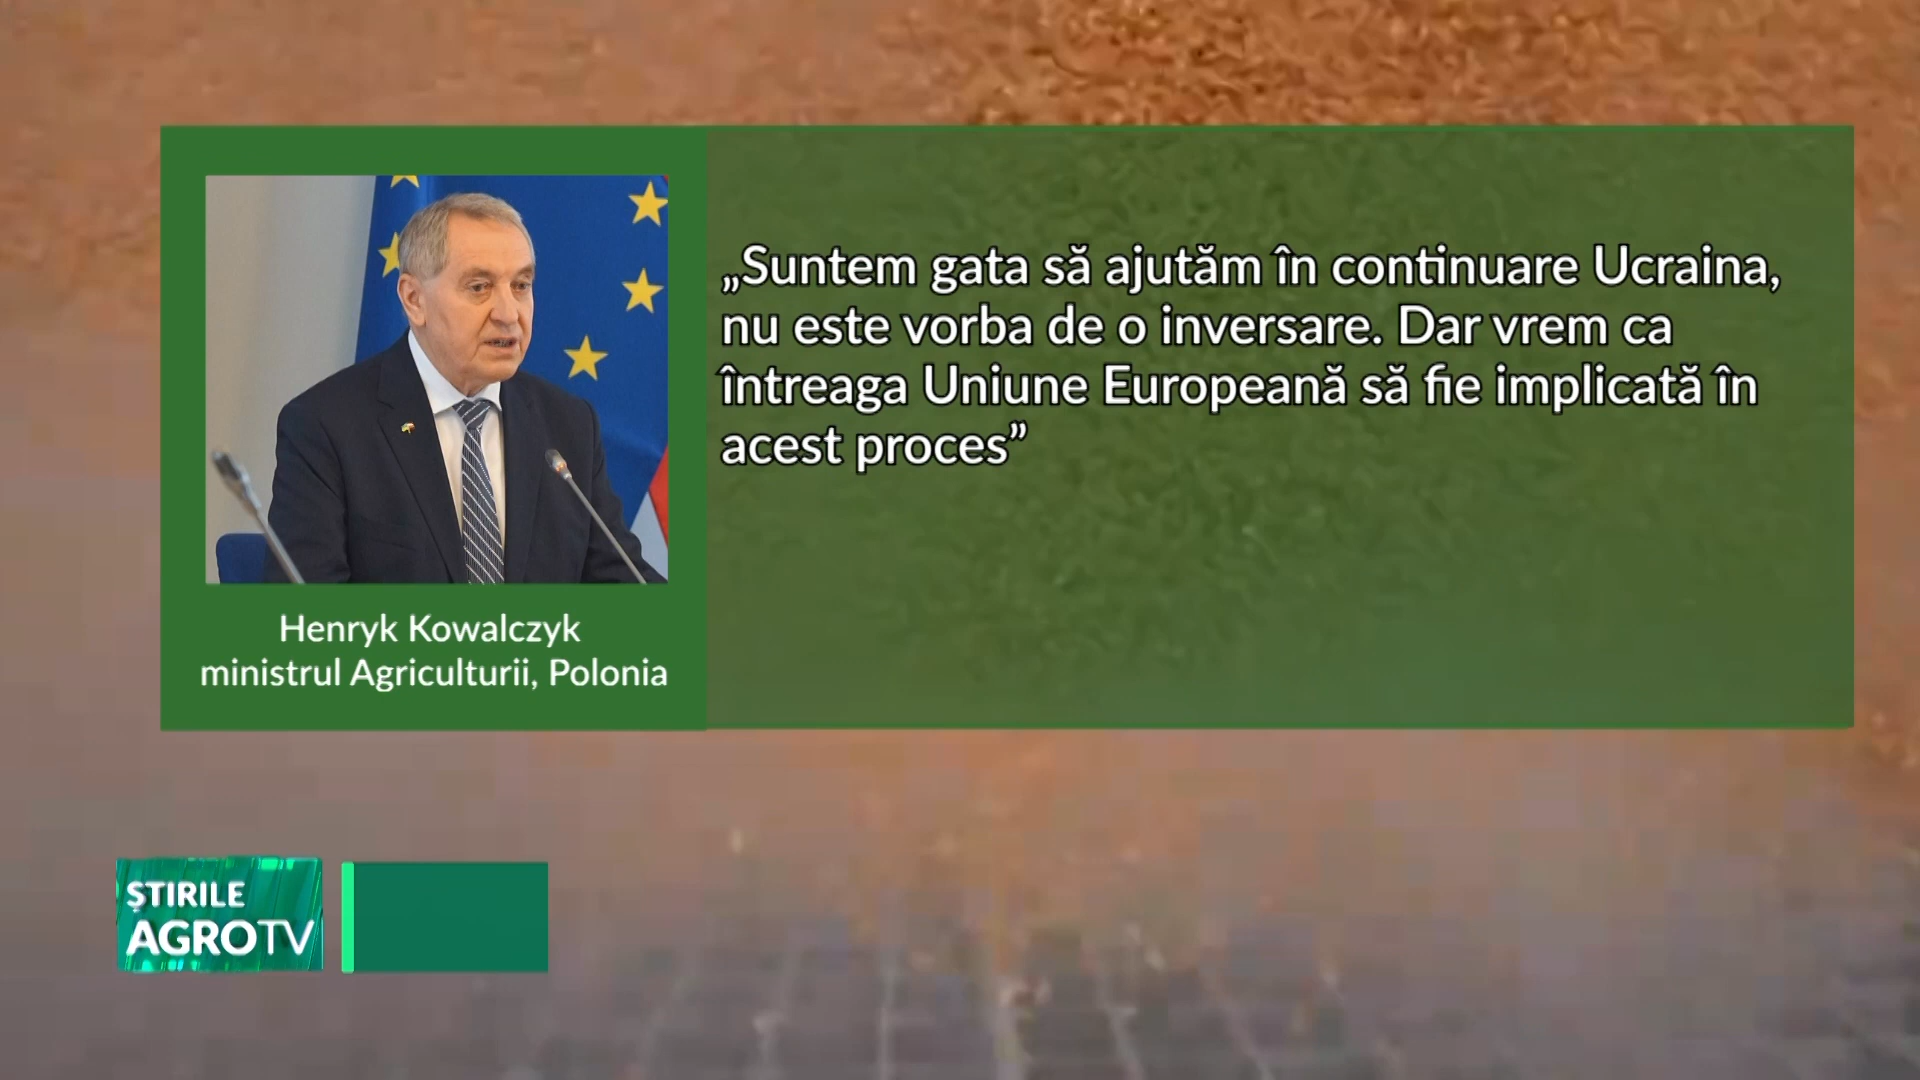 „Suntem gata să ajutăm în continuare Ucraina,
nu este vorba de o inversare. Dar vrem ca
întreaga Uniune Europeană să fie implicată în
acest proces”
Henryk Kowalczyk
ministrul Agriculturii, Polonia
ȘTIRILE
AGROTV